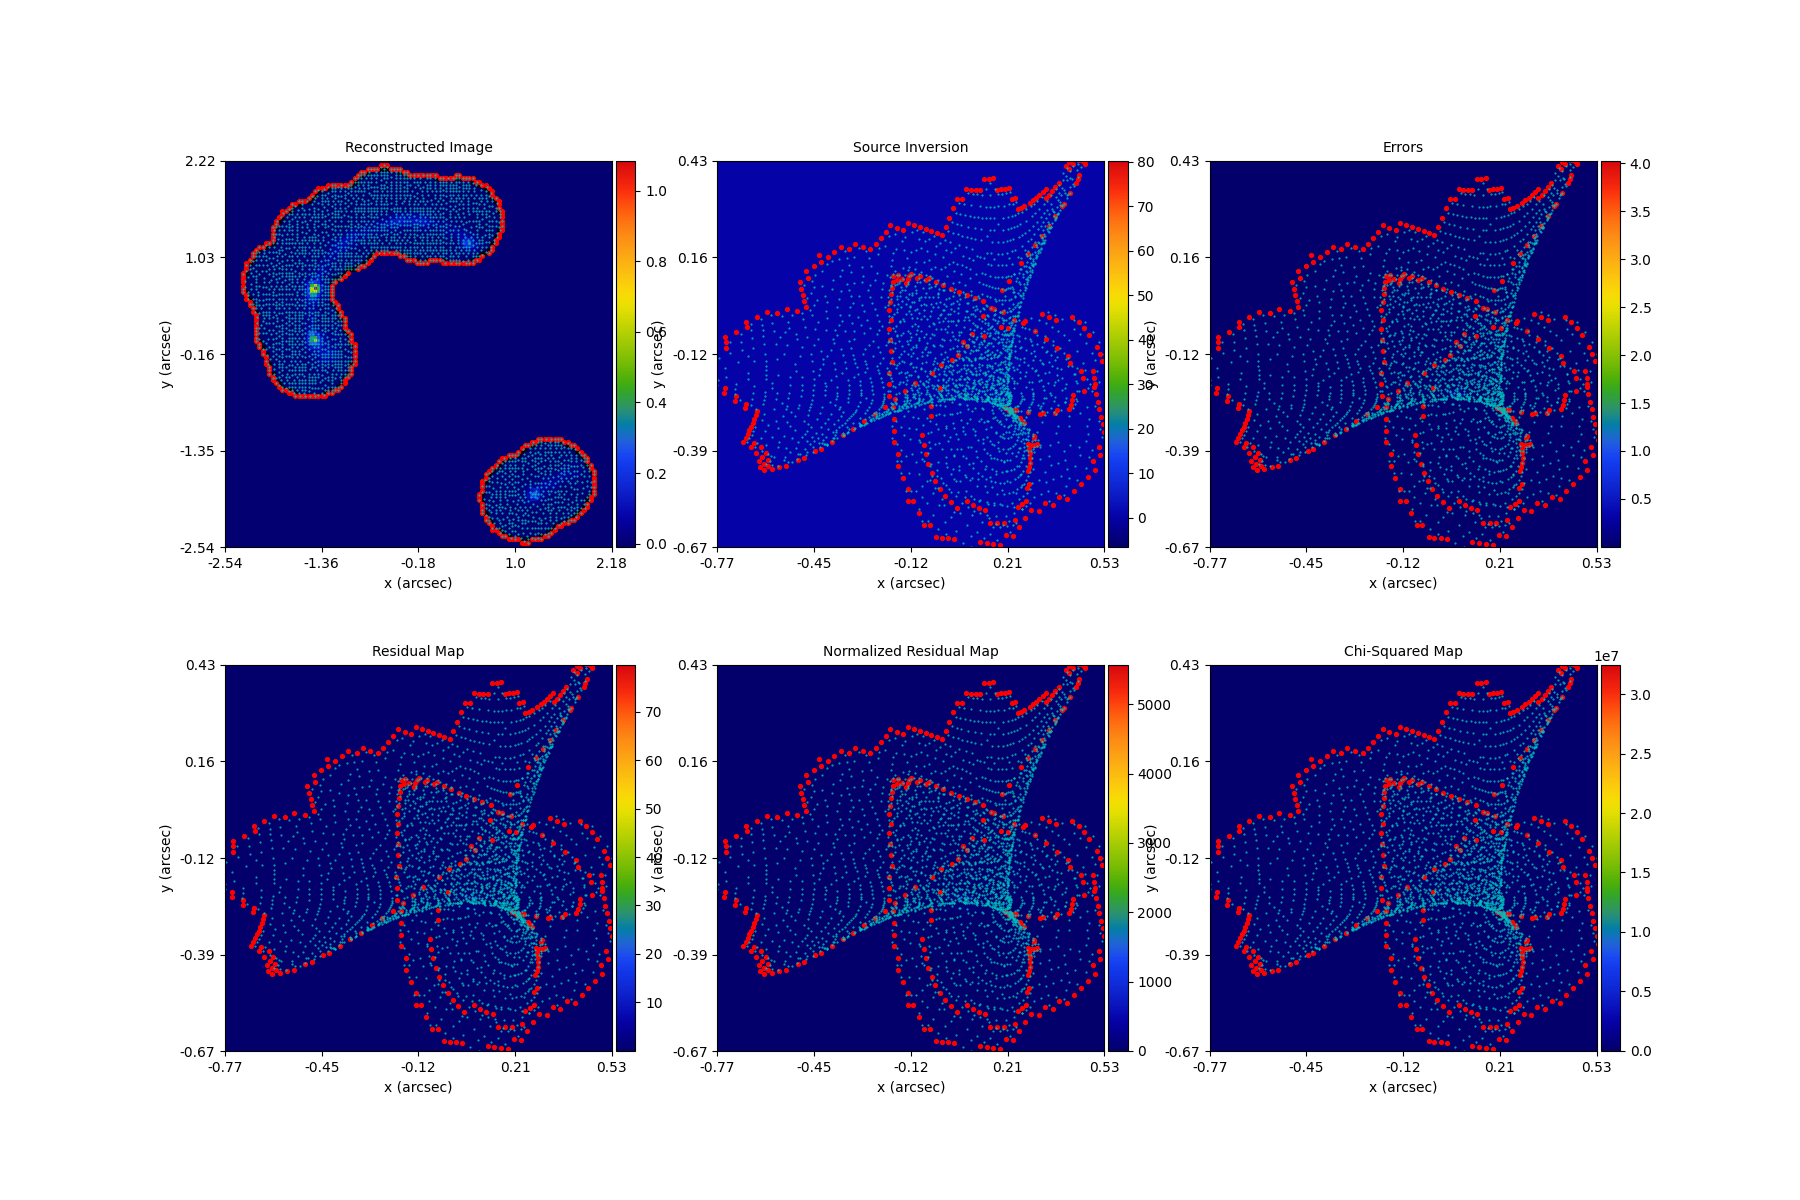 Reconstructed Image
2.22
1.03
-0.16
-1.35
-2.54
y (arcsec)
-2.54 -1.36 -0.18 1.0 2.18
x (arcsec)
1.0
0.8
0.6
0.4
0.2
0.0
Source Inversion
0.43
0.16
-0.12
-0.39
-0.67
y (arcsec)
-0.77 -0.45 -0.12 0.21 0.53
x (arcsec)
80
70
60
50
40
30
20
10
0
Errors
0.43
0.16
-0.12
-0.39
-0.67
y (arcsec)
-0.77 -0.45 -0.12 0.21 0.53
x (arcsec)
4.0
3.5
3.0
2.5
2.0
1.5
1.0
0.5
Residual Map
0.43
0.16
-0.12
-0.39
-0.67
y (arcsec)
-0.77 -0.45 -0.12 0.21 0.53
x (arcsec)
70
60
50
40
30
20
10
Normalized Residual Map
0.43
0.16
-0.12
-0.39
-0.67
y (arcsec)
-0.77 -0.45 -0.12 0.21 0.53
x (arcsec)
5000
4000
3000
2000
1000
0
Chi-Squared Map
1e7
0.43
0.16
-0.12
-0.39
-0.67
y (arcsec)
-0.77 -0.45 -0.12 0.21 0.53
x (arcsec)
3.0
2.5
2.0
1.5
1.0
0.5
0.0